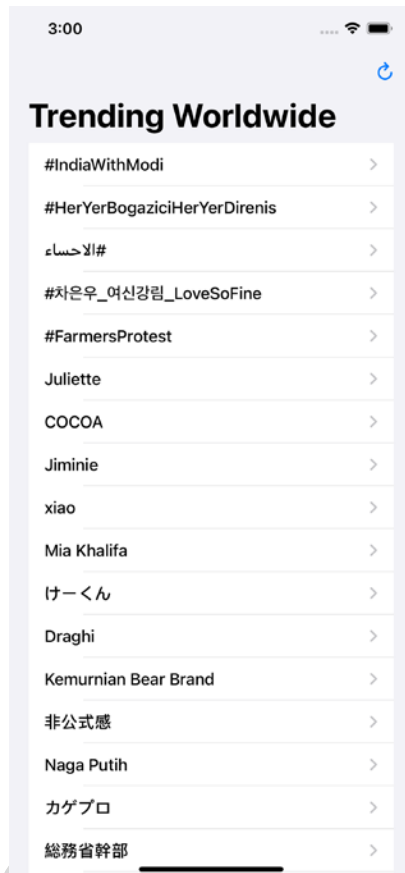 3:00
Trending Worldwide
#IndiaWithModi
#HerYerBogaziciHerYerDirenis
#الاحساء
#차은우_여신강림_LoveSoFine
#FarmersProtest
Juliette
COCOA
Jiminie
xiao
Mia Khalifa
けーくん
Draghi
Kemurnian Bear Brand
非公式感
Naga Putih
カゲプロ
総務省幹部